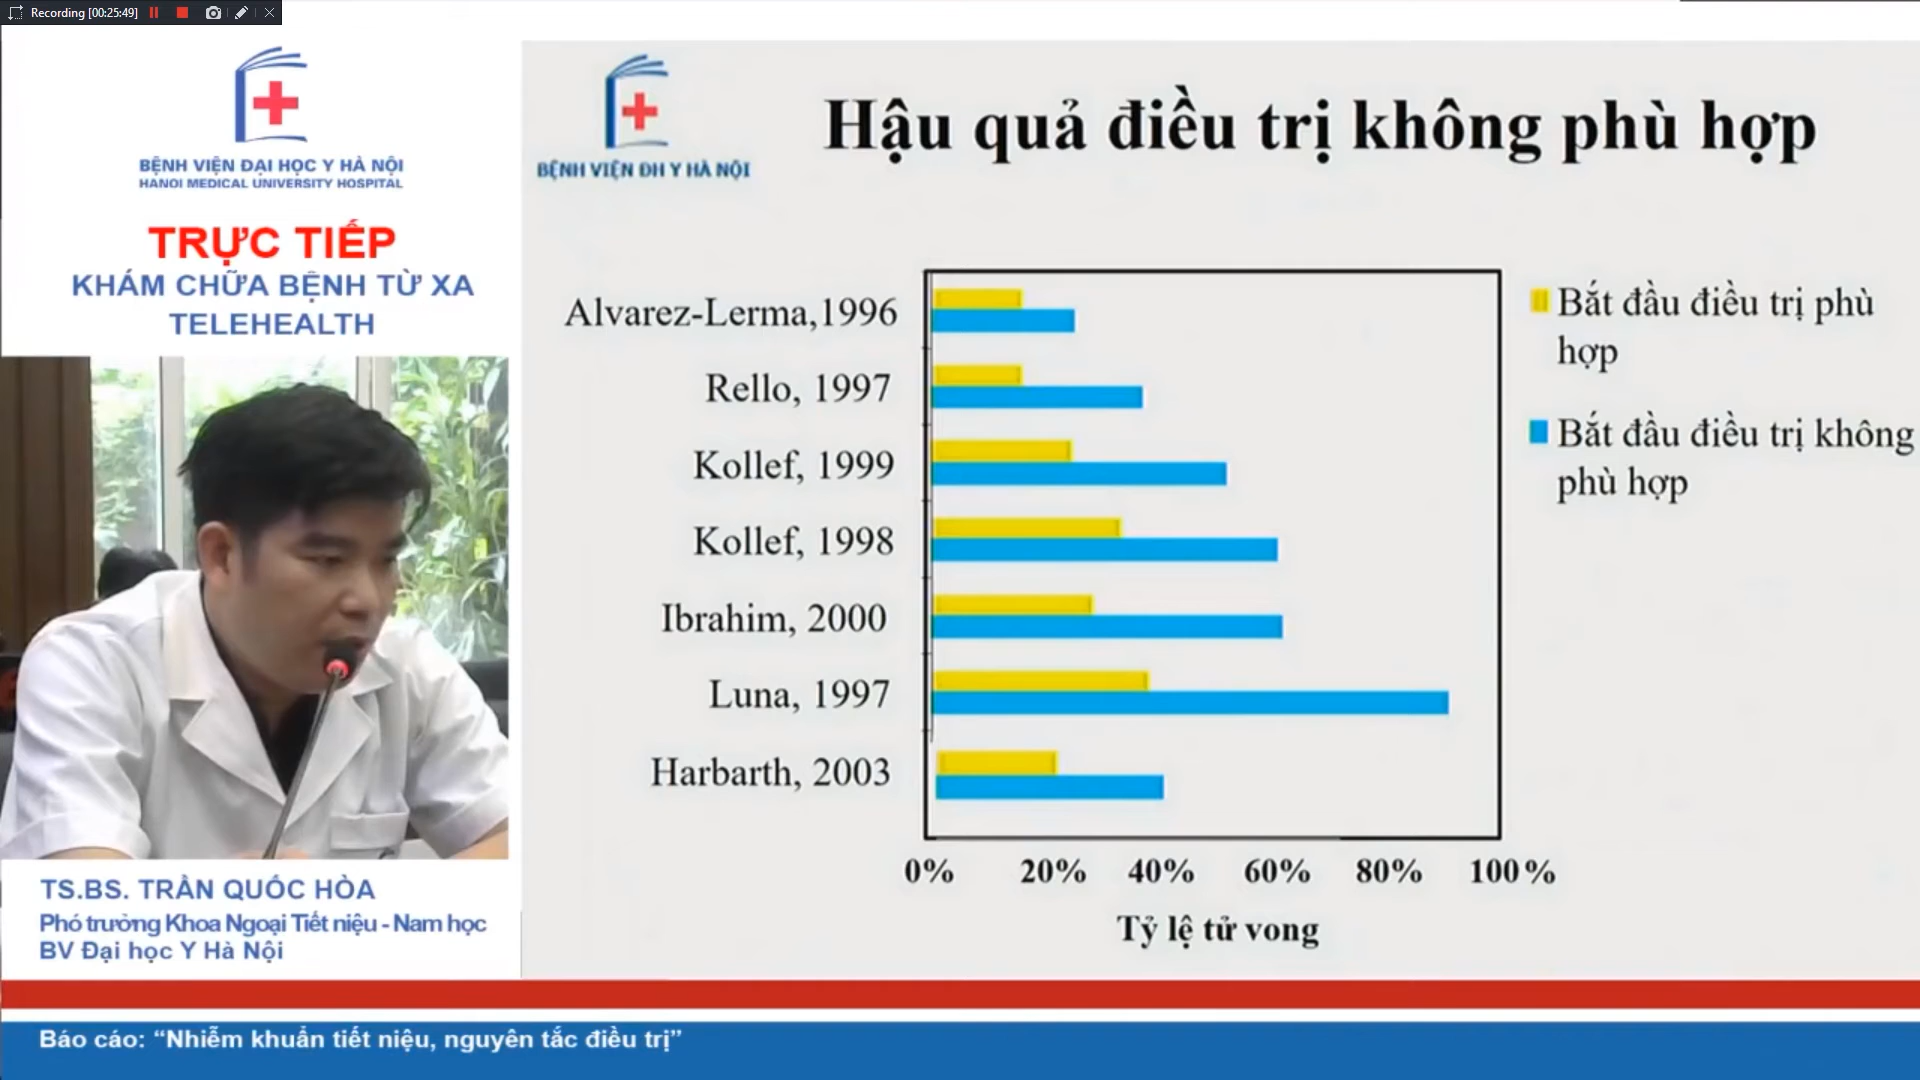 Recording [00:25:49]
BỆNH VIỆN ĐẠI HỌC Y HÀ NỘI
HANOI MEDICAL UNIVERSITY HOSPITAL
TRỰC TIẾP
KHÁM CHỮA BỆNH TỪ XA
TELEHEALTH
TS.BS. TRẦN QUỐC HÒA
Phó trưởng Khoa Ngoại Tiết niệu - Nam học
BV Đại học Y Hà Nội
BỆNH VIỆN ĐH Y HÀ NỘI
Hậu quả điều trị không phù hợp
Alvarez-Lerma,1996
Rello, 1997
Kollef, 1999
Kollef, 1998
Ibrahim, 2000
Luna, 1997
Harbarth, 2003
0% 20% 40% 60% 80% 100%
Tỷ lệ tử vong
Bắt đầu điều trị phù
hợp
Bắt đầu điều trị không
phù hợp
Báo cáo: “Nhiễm khuẩn tiết niệu, nguyên tắc điều trị”